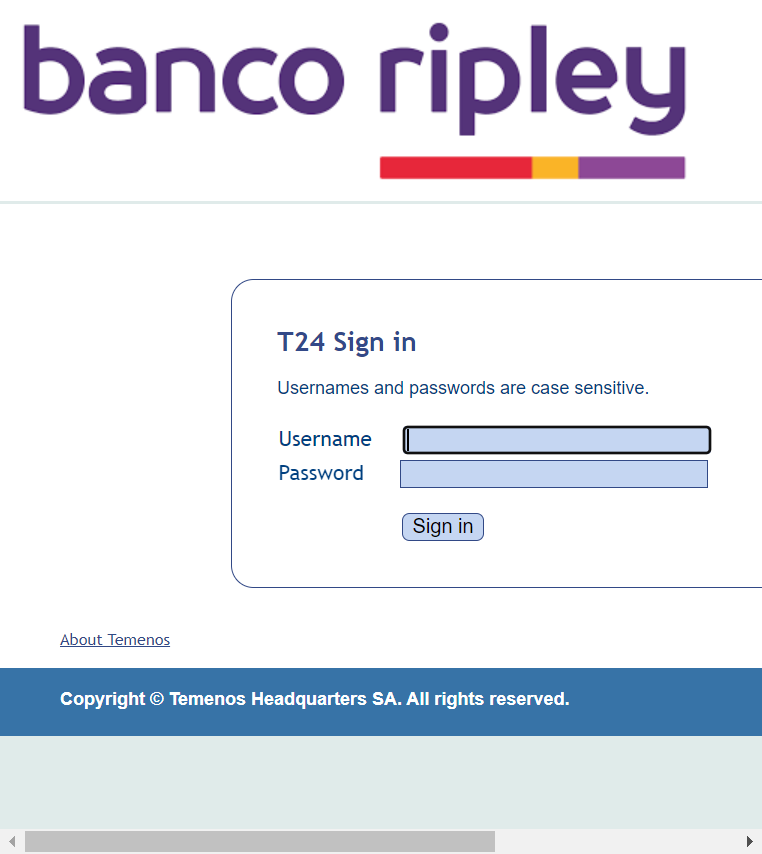 banco ripley
T24 Sign in
Usernames and passwords are case sensitive.
Username
Password
Sign in
About Temenos
Copyright © Temenos Headquarters SA. All rights reserved.